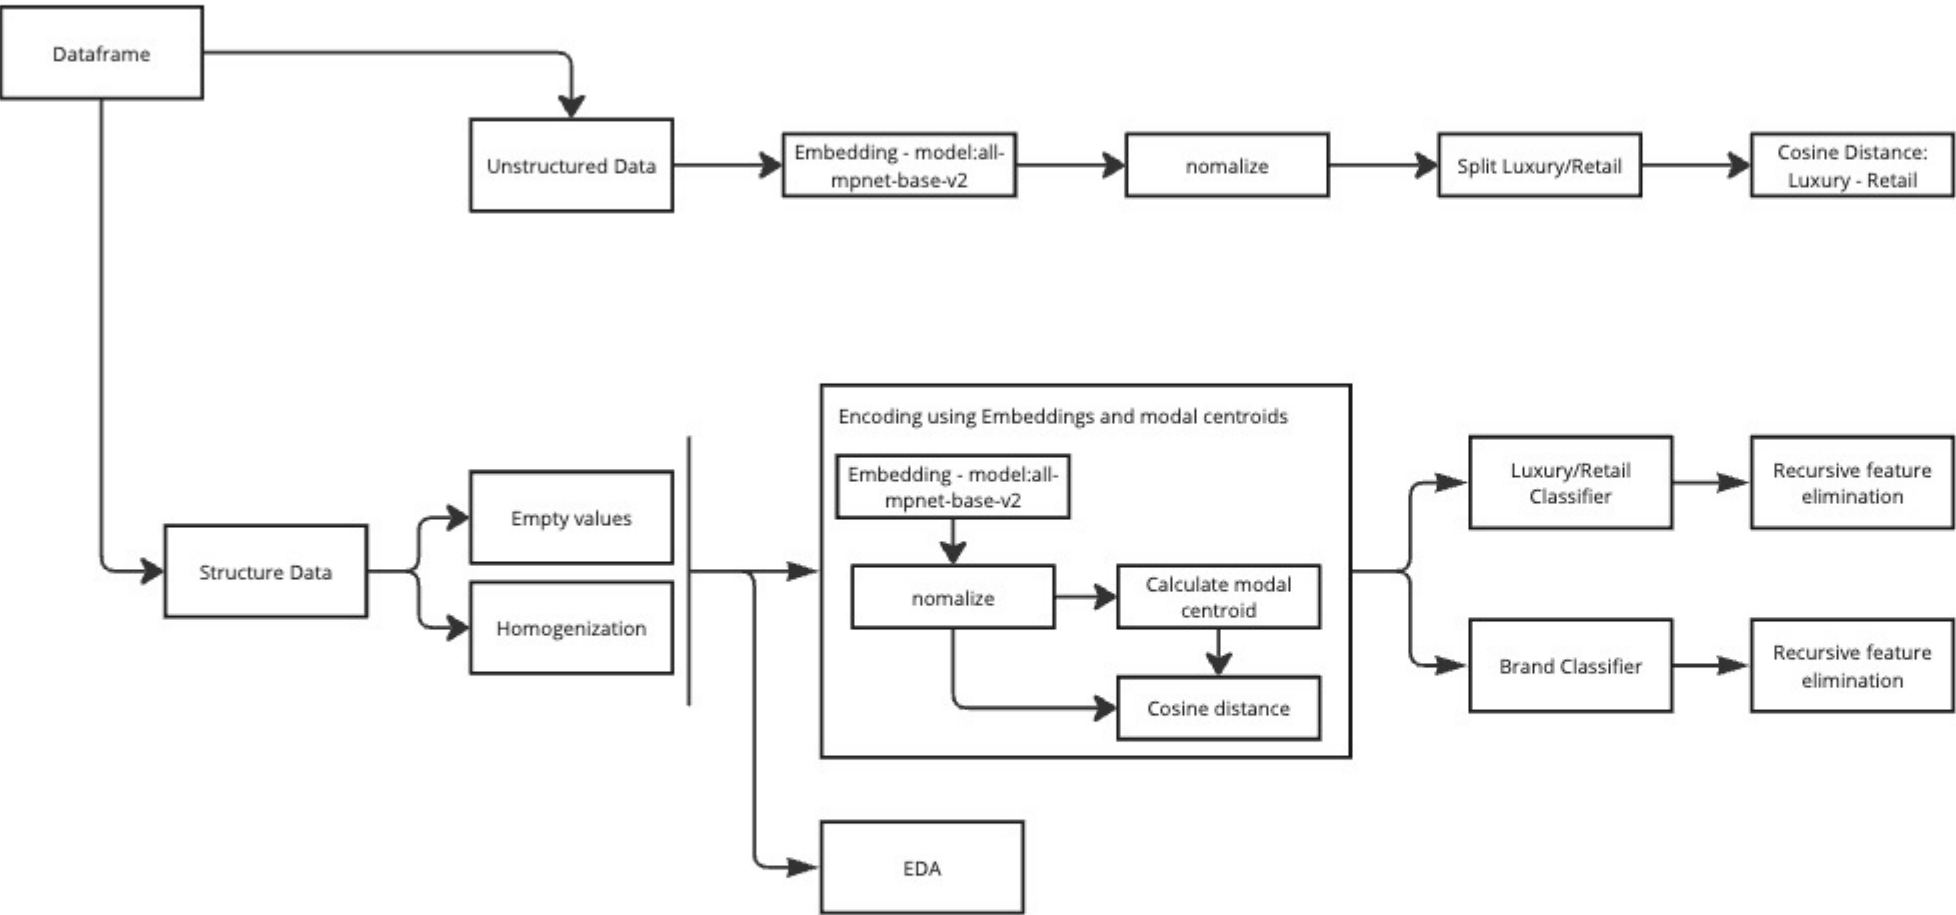 Dataframe
Unstructured Data
Embedding - model:all-
mpnet-base-v2
nomalize
Split Luxury/Retail
Cosine Distance:
Luxury - Retail
Structure Data
Empty values
Homogenization
Encoding using Embeddings and modal centroids
Embedding - model:all-
mpnet-base-v2
nomalize
Calculate modal
centroid
Cosine distance
Luxury/Retail
Classifier
Recursive feature
elimination
Brand Classifier
Recursive feature
elimination
EDA